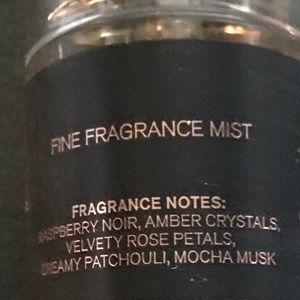 FINE FRAGRANCE MIST
FRAGRANCE NOTES:
RASPBERRY NOIR, AMBER CRYSTALS,
VELVETY ROSE PETALS,
CREAMY PATCHOULI, MOCHA MUSK